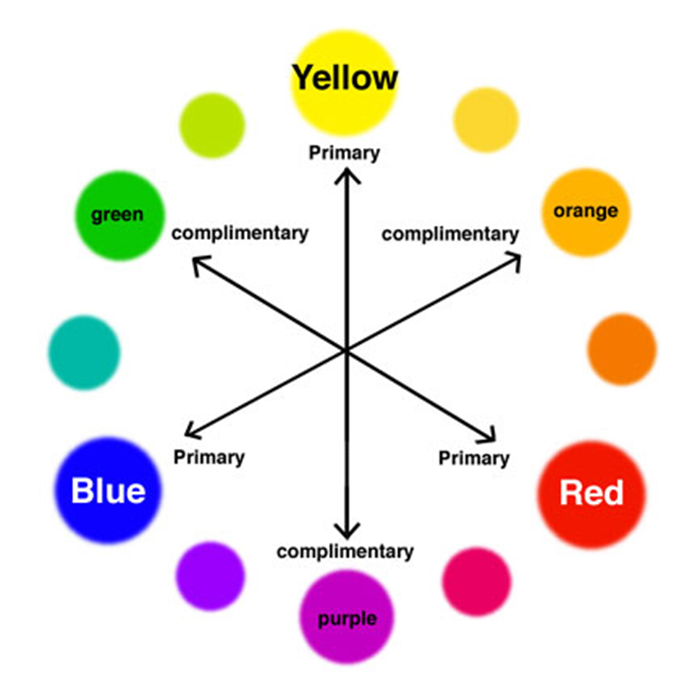 Yellow
Primary
green
orange
complimentary
complimentary
Primary
Primary
Blue
Red
complimentary
purple